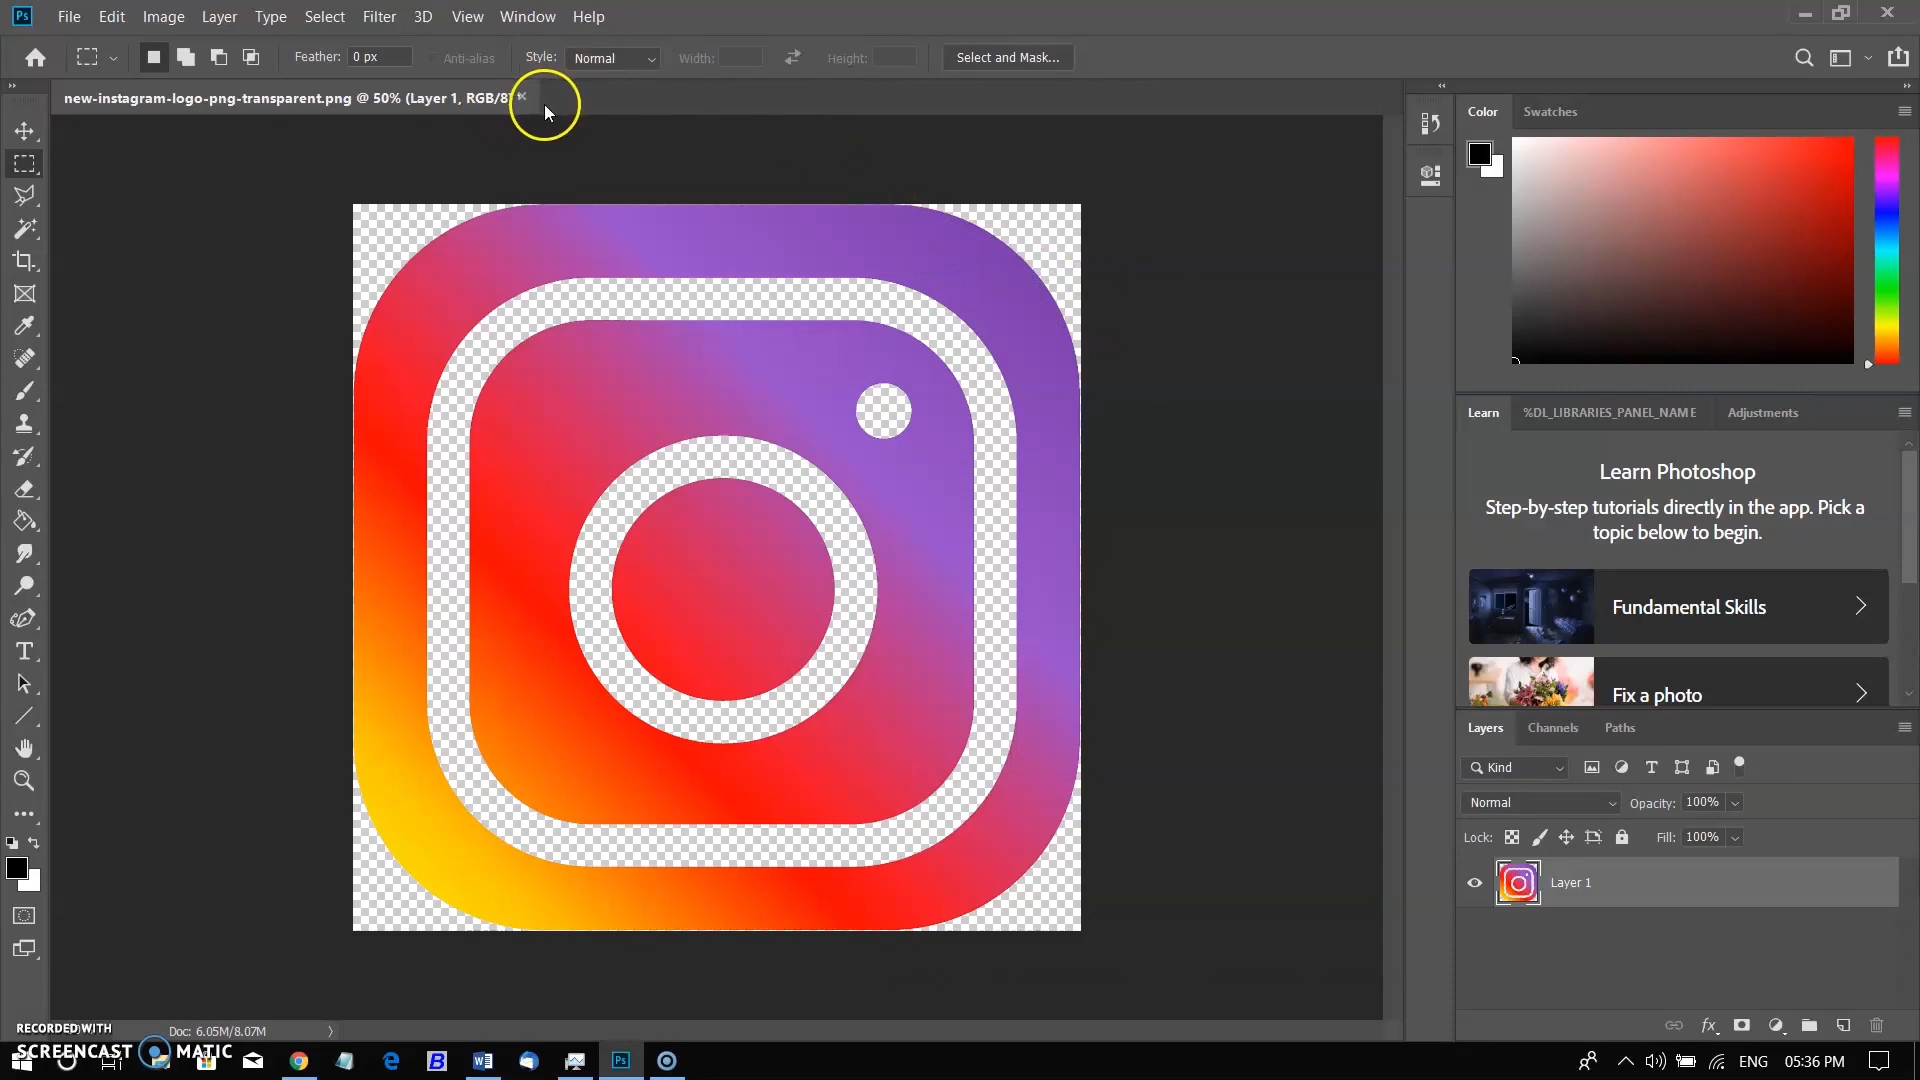 Ps File Edit Image Layer Type Select Filter 3D View Window Help
Feather: 0 px Anti-alias Style: Normal Width: Height: Select and Mask...
new-instagram-logo-png-transparent.png @ 50% (Layer 1, RGB/8)
Color Swatches
Learn %DL_LIBRARIES_PANEL_NAME Adjustments
Learn Photoshop
Step-by-step tutorials directly in the app. Pick a
topic below to begin.
Fundamental Skills
Fix a photo
Layers Channels Paths
Kind
Normal Opacity: 100%
Lock: Fill: 100%
Layer 1
fx
RECORDED WITH
Doc: 6.05M/8.07M
SCREENCAST MATIC
Ps
ENG 05:36 PM